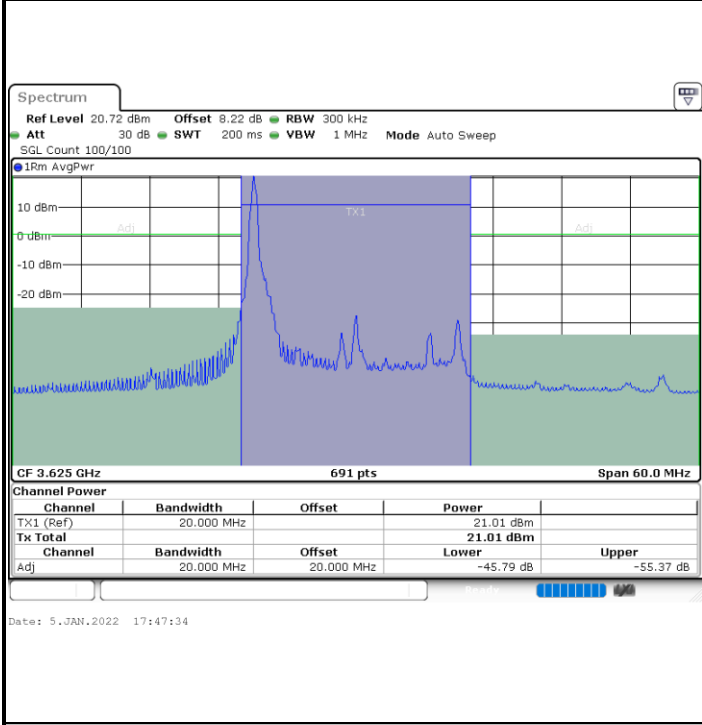 Spectrum
Ref Level 20.72 dBm Offset 8.22 dB RBW 300 kHz
Att 30 dB SWT 200 ms VBW 1 MHz Mode Auto Sweep
SGL Count 100/100
1Rm AvgPwr
10 dBm
TX1
Adj
Adj
0 dBm
-10 dBm
-20 dBm
CF 3.625 GHz 691 pts Span 60.0 MHz
Channel Power
Channel Bandwidth Offset Power
TX1 (Ref) 20.000 MHz 21.01 dBm
Tx Total 21.01 dBm
Channel Bandwidth Offset Lower Upper
Adj 20.000 MHz 20.000 MHz -45.79 dB -55.37 dB
Ready
Date: 5.JAN.2022 17:47:34